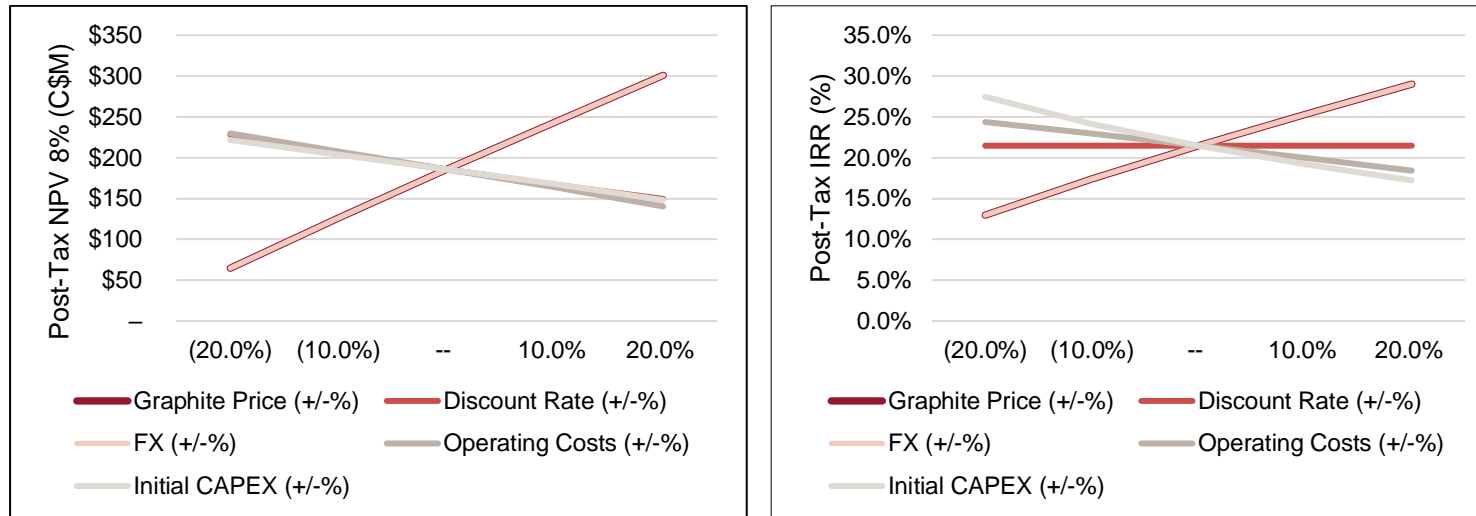 Post-Tax NPV 8% (C$M)
$350
$300
$250
$200
$150
$100
$50
–
(20.0%) (10.0%) -- 10.0% 20.0%
Graphite Price (+/-%) Discount Rate (+/-%)
FX (+/-%) Operating Costs (+/-%)
Initial CAPEX (+/-%)
Post-Tax IRR (%)
35.0%
30.0%
25.0%
20.0%
15.0%
10.0%
5.0%
0.0%
(20.0%) (10.0%) -- 10.0% 20.0%
Graphite Price (+/-%) Discount Rate (+/-%)
FX (+/-%) Operating Costs (+/-%)
Initial CAPEX (+/-%)